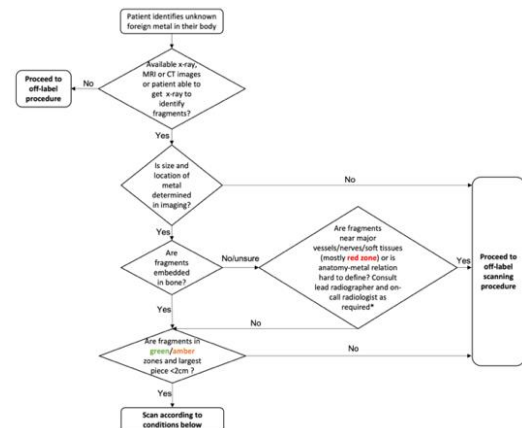 Patient identifies unknown
foreign metal in their body
Available x-ray,
MRI or CT images
or patient able to
get x-ray to
identify
fragments?
No
Proceed to
off-label
procedure
Yes
Is size and
location of
metal
determined
in imaging?
No
Yes
Are
fragments
embedded
in bone?
No/unsure
Are fragments
near major
vessels/nerves/soft tissues
(mostly red zone) or is
anatomy-metal relation
hard to define? Consult
lead radiographer and on-
call radiologist as
required*
Yes
Proceed to
off-label
scanning
procedure
No
Yes
Are fragments in
green/amber
zones and largest
piece <2cm ?
No
Yes
Scan according to
conditions below